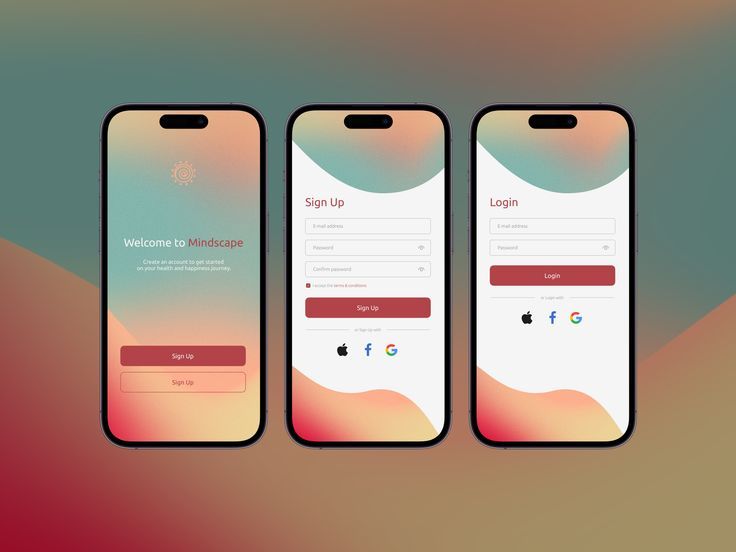 Welcome to Mindscape
Create an account to get started
on your health and happiness journey.
Sign Up
Sign Up
Sign Up
E-mail address
Password
Confirm password
I accept the terms & conditions
Sign Up
or Sign Up with
Login
E-mail address
Password
Login
or Login with